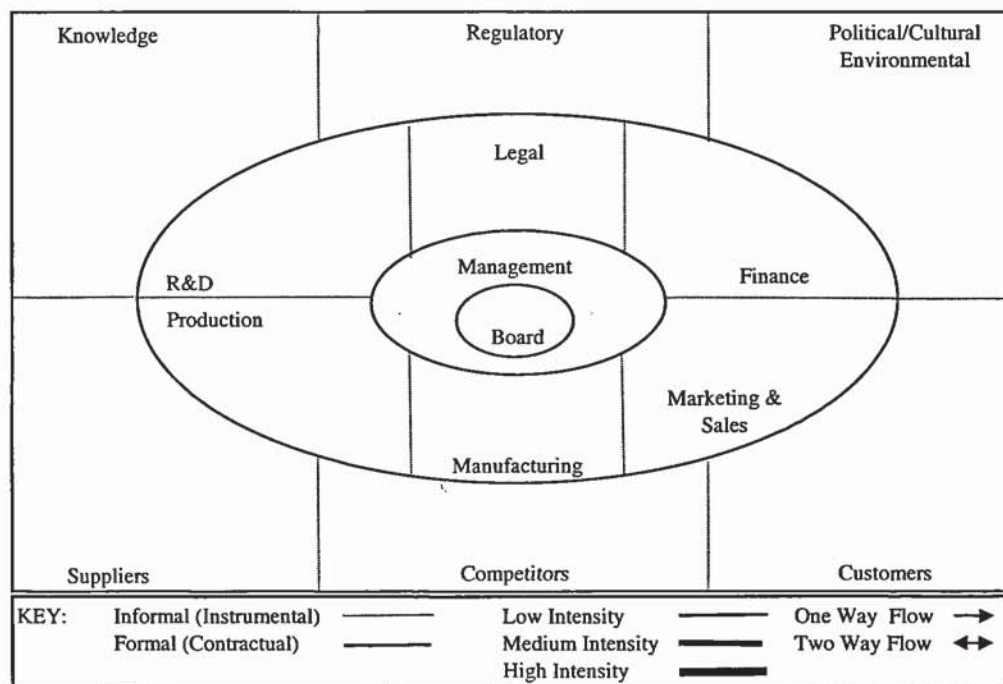 Knowledge
Regulatory
Political/Cultural
Environmental
Legal
Management
R&D
Finance
Production
Board
Marketing &
Sales
Manufacturing
Suppliers
Competitors
Customers
KEY: Informal (Instrumental) Low Intensity One Way Flow
Formal (Contractual) Medium Intensity Two Way Flow
High Intensity